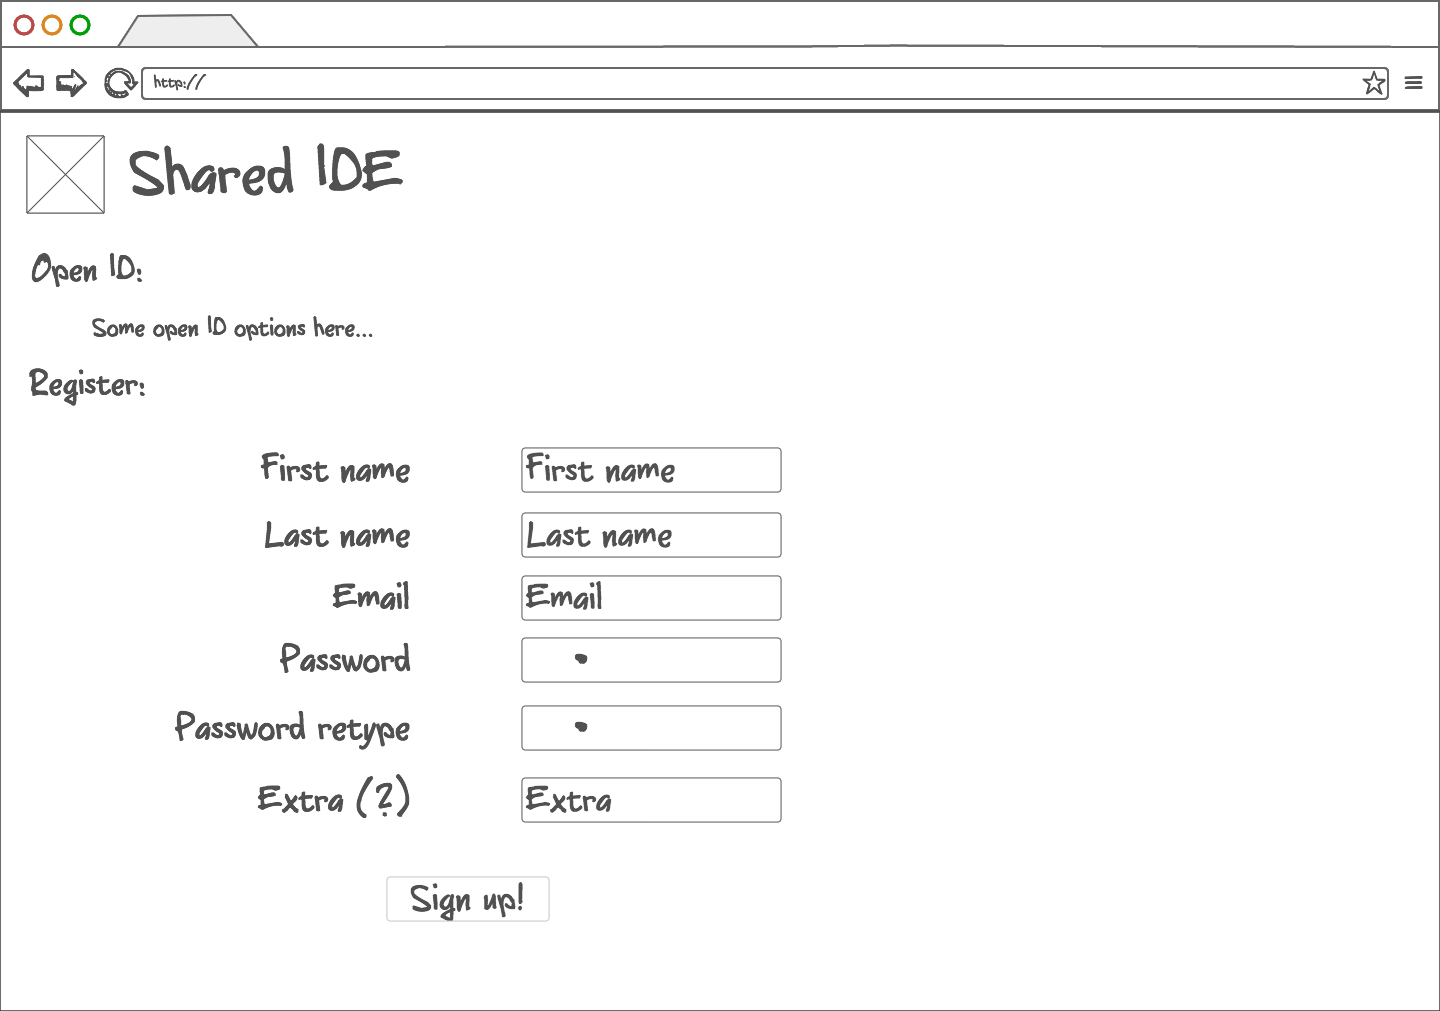 http://
Shared IDE
Open ID:
Some open ID options here...
Register:
First name First name
Last name Last name
Email Email
Password •
Password retype •
Extra (?) Extra
Sign up!